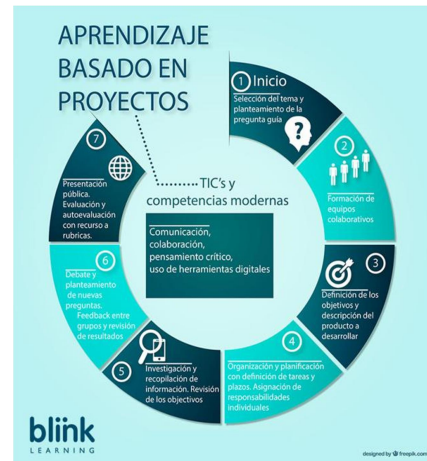 APRENDIZAJE
BASADO EN
PROYECTOS
1 Inicio
Selección del tema y
planteamiento de la
pregunta guía
?
2
Formación de
equipos
colaborativos
3
Definición de los
objetivos y
descripción del
producto a
desarrollar
4
Organización y planificación
con definición de tareas y
plazos. Asignación de
responsabilidades
individuales
5
Investigación y
recopilación de
información. Revisión
de los objetivos
6
Debate y
planteamiento
de nuevas
preguntas.
Feedback entre
grupos y revisión
de resultados
7
Presentación
pública.
Evaluación y
autoevaluación
con recurso a
rubricas.
TIC's y
competencias modernas
Comunicación,
colaboración,
pensamiento crítico,
uso de herramientas digitales
blink
LEARNING
designed by freepik.com